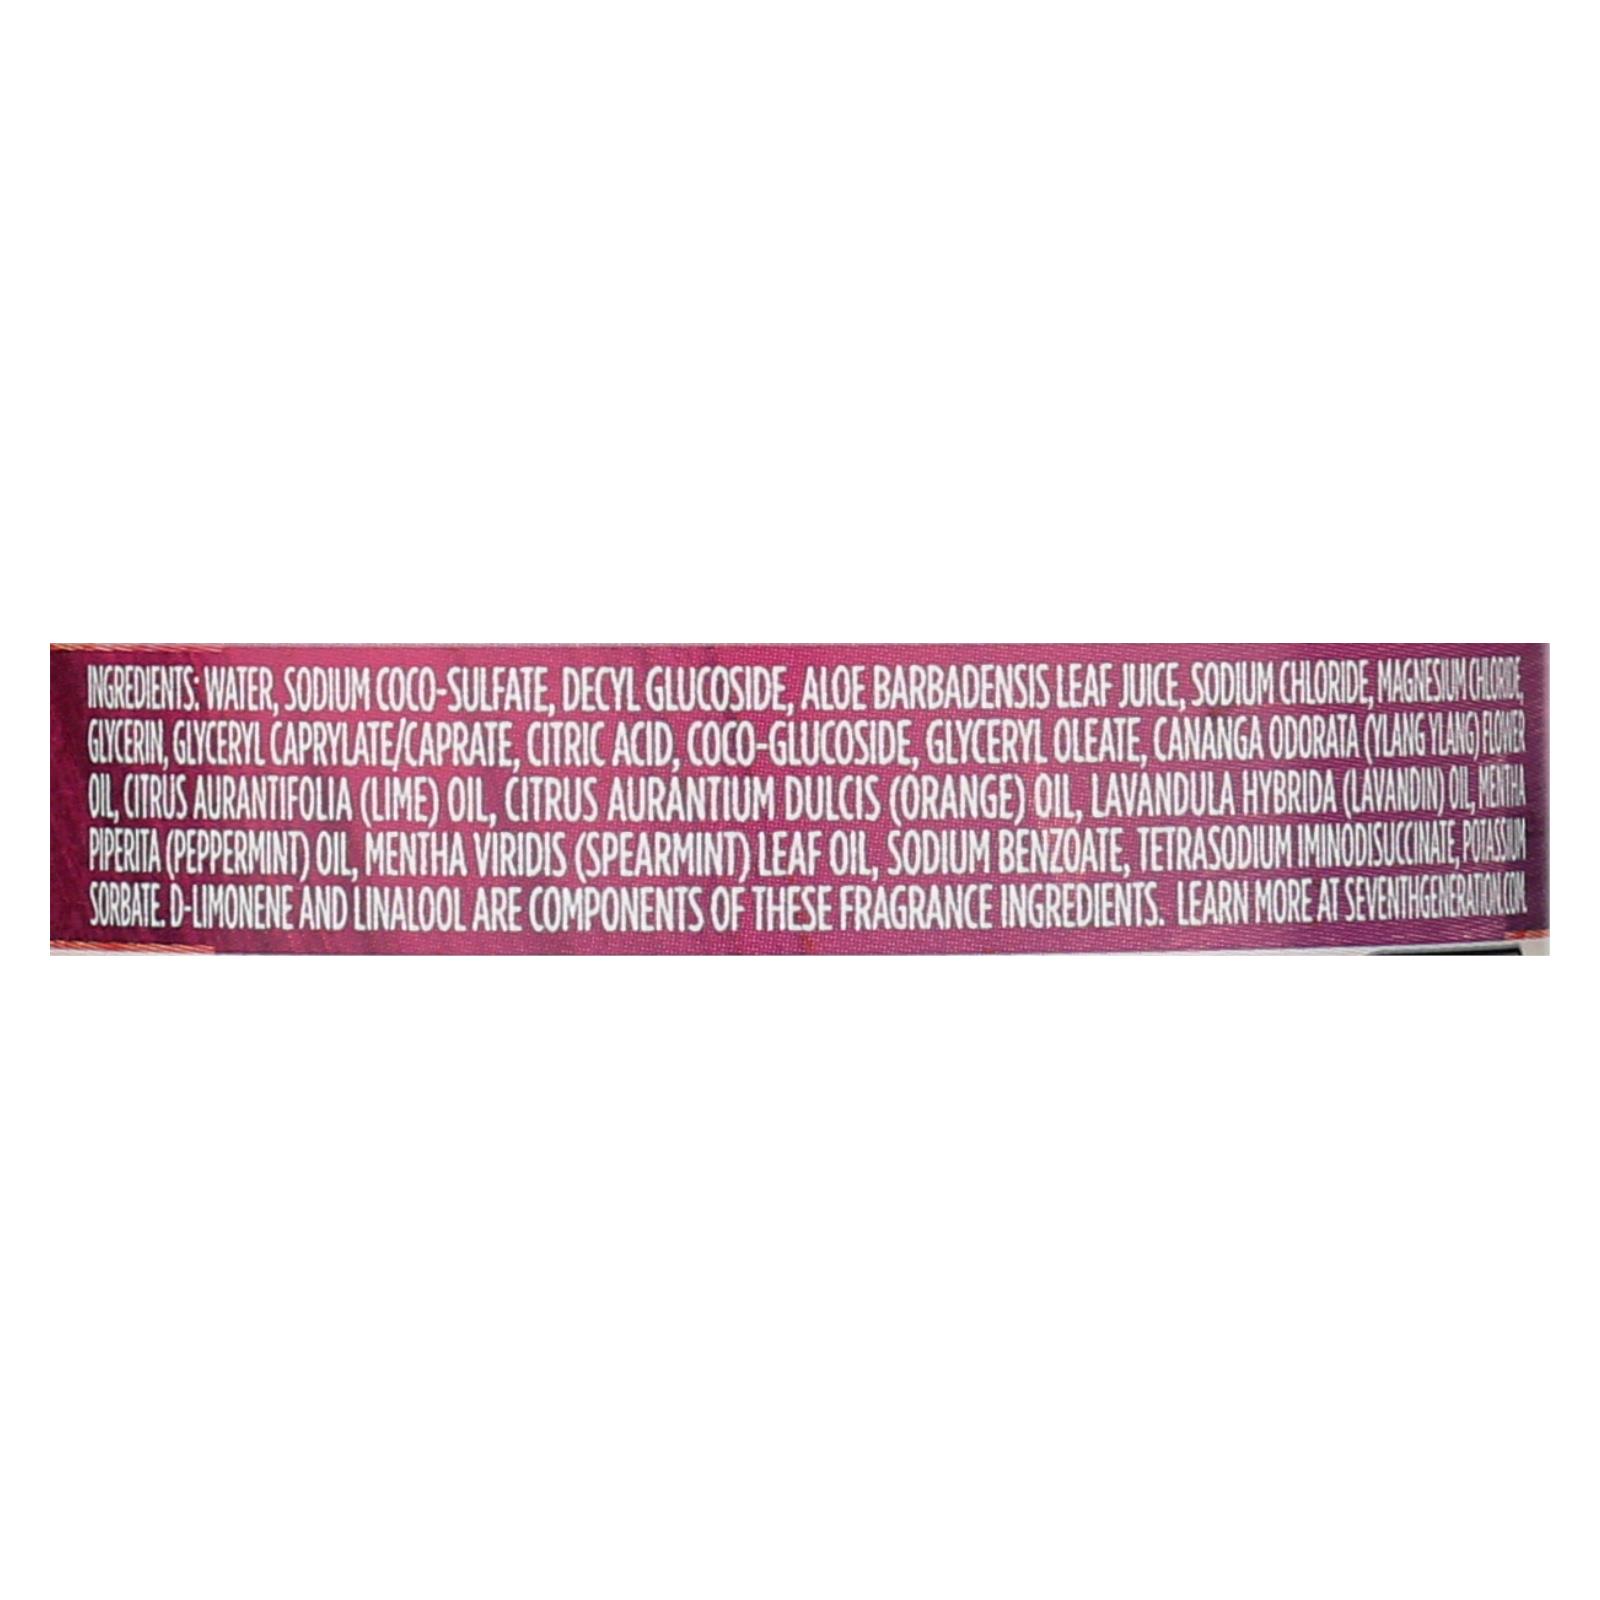 INGREDIENTS: WATER, SODIUM COCO-SULFATE, DECYL GLUCOSIDE, ALOE BARBADENSIS LEAF JUICE, SODIUM CHLORIDE, MAGNESIUM CHLORIDE,
GLYCERIN, GLYCERYL CAPRYLATE/CAPRATE, CITRIC ACID, COCO-GLUCOSIDE, GLYCERYL OLEATE, CANANGA ODORATA (YLANG YLANG) FLOWER
OIL, CITRUS AURANTIFOLIA (LIME) OIL, CITRUS AURANTIUM DULCIS (ORANGE) OIL, LAVANDULA HYBRIDA (LAVANDIN) OIL, MENTHA
PIPERITA (PEPPERMINT) OIL, MENTHA VIRIDIS (SPEARMINT) LEAF OIL, SODIUM BENZOATE, TETRASODIUM IMINODISUCCINATE, POTASSIUM
SORBATE. D-LIMONENE AND LINALOOL ARE COMPONENTS OF THESE FRAGRANCE INGREDIENTS. LEARN MORE AT SEVENTHGENERATION.COM.